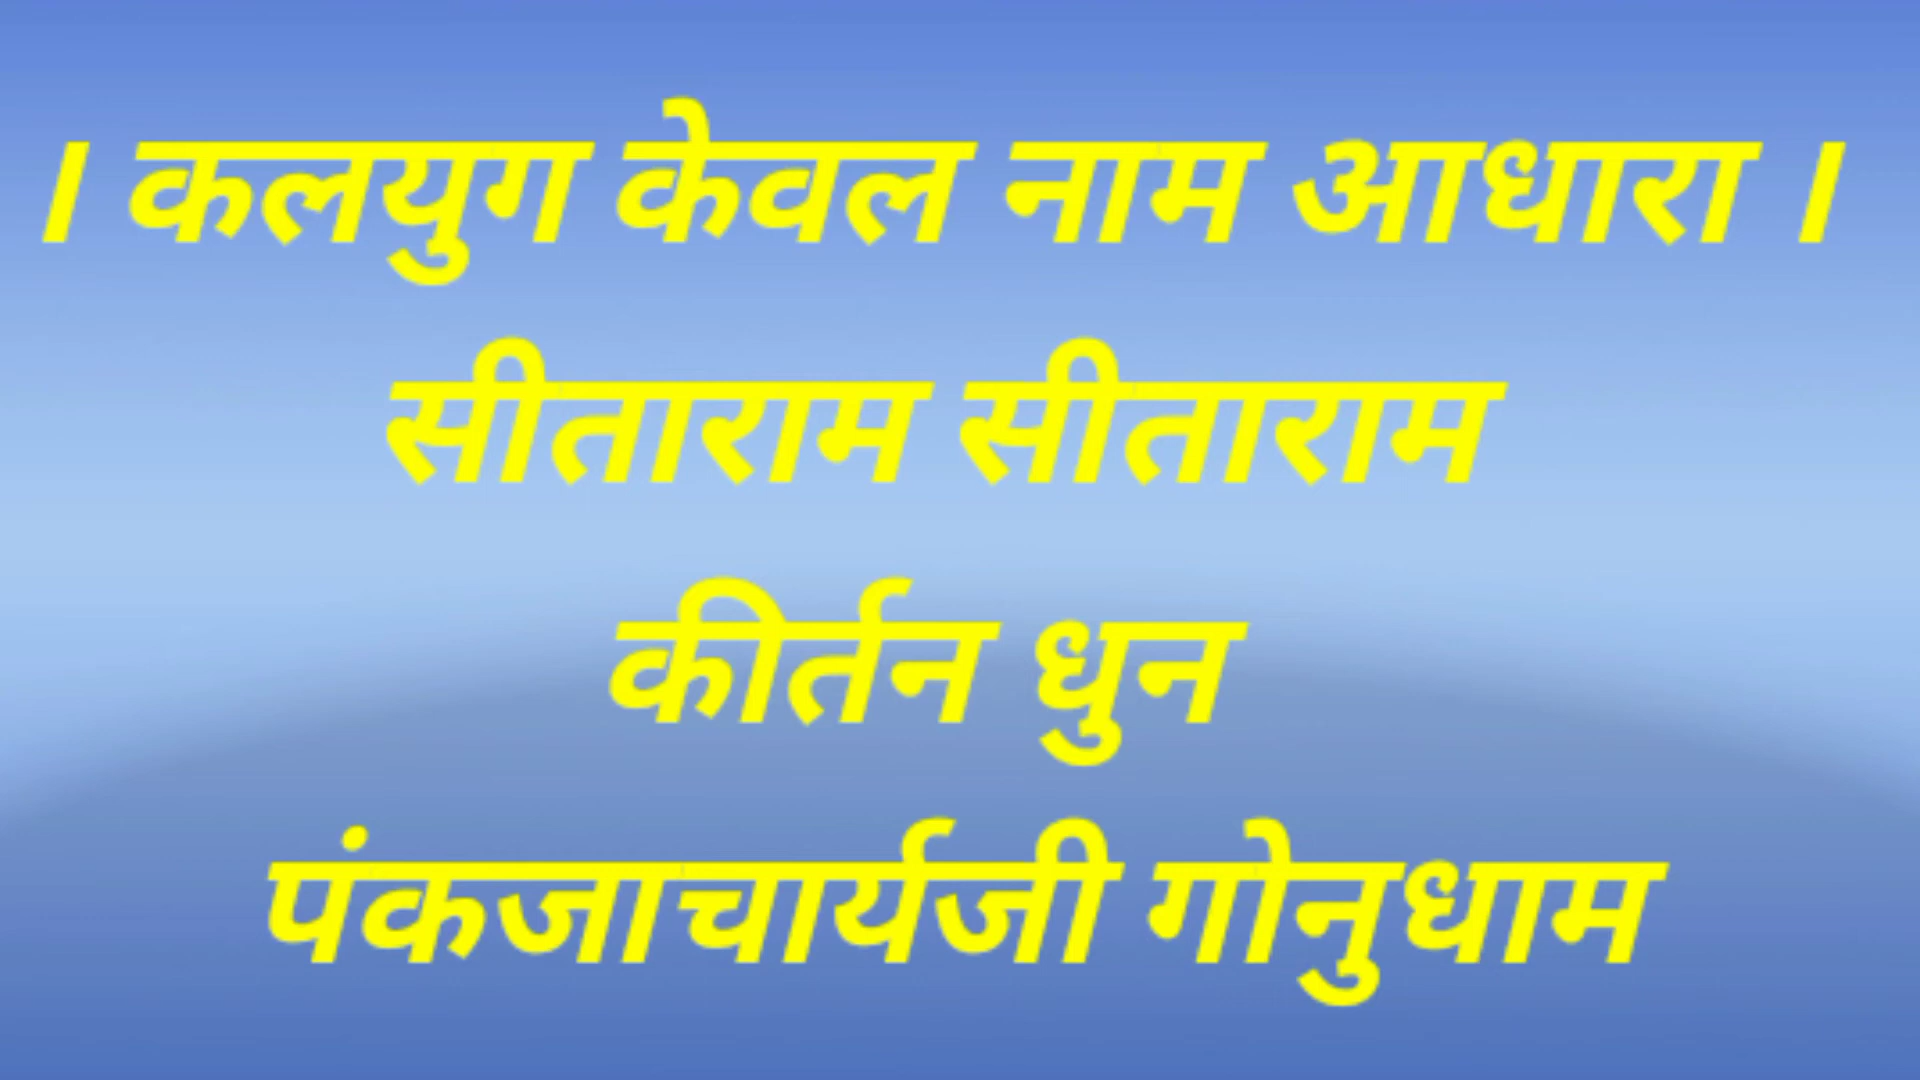 । कलयुग केवल नाम आधारा ।
सीताराम सीताराम
कीर्तन धुन
पंकजाचार्यजी गोनुधाम